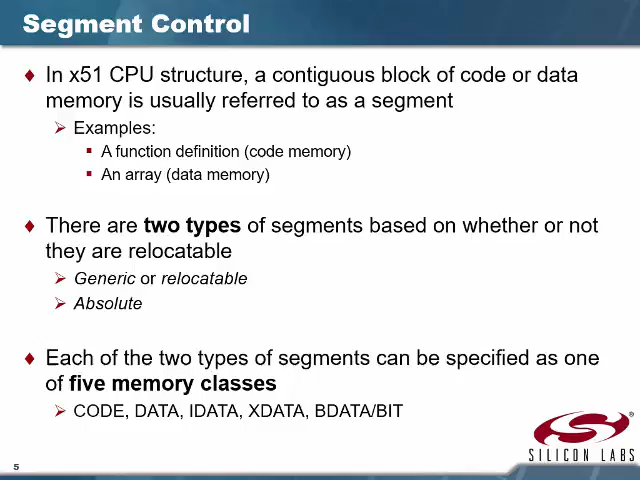 Segment Control
♦ In x51 CPU structure, a contiguous block of code or data
memory is usually referred to as a segment
➢ Examples:
▪ A function definition (code memory)
▪ An array (data memory)
♦ There are two types of segments based on whether or not
they are relocatable
➢ Generic or relocatable
➢ Absolute
♦ Each of the two types of segments can be specified as one
of five memory classes
➢ CODE, DATA, IDATA, XDATA, BDATA/BIT
®
SILICON LABS
5